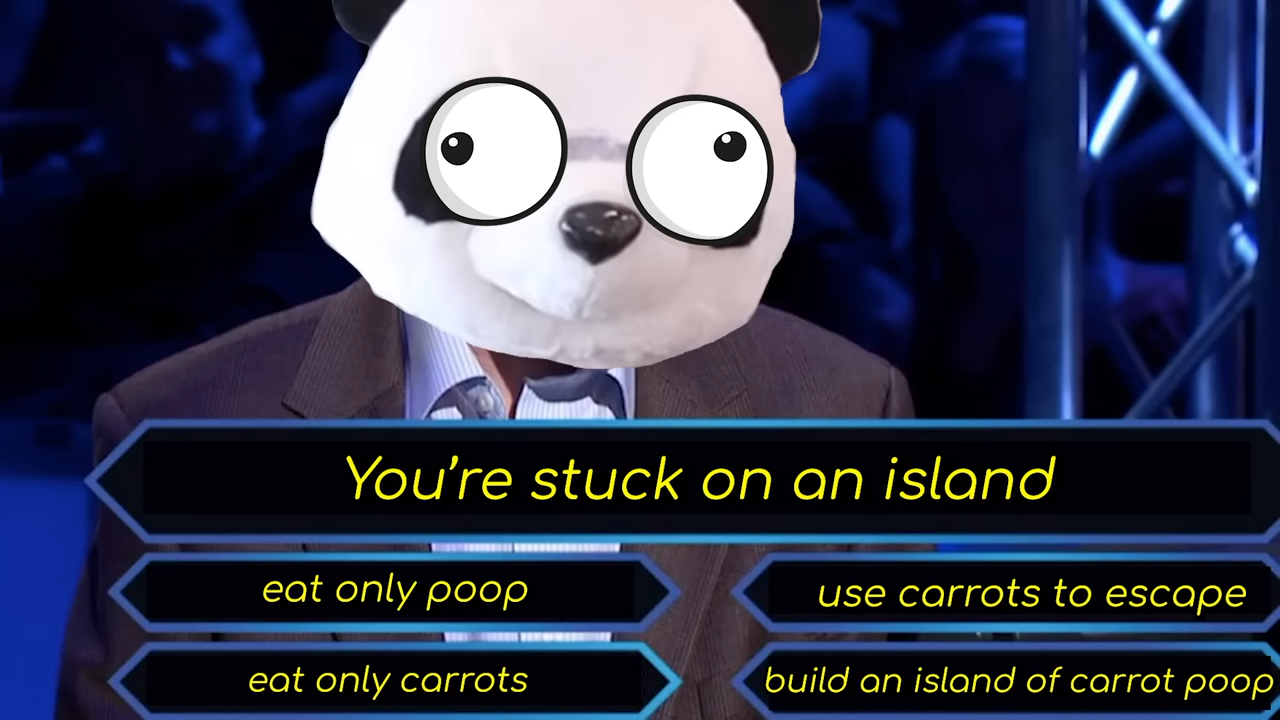 You're stuck on an island
eat only poop
use carrots to escape
eat only carrots
build an island of carrot poop